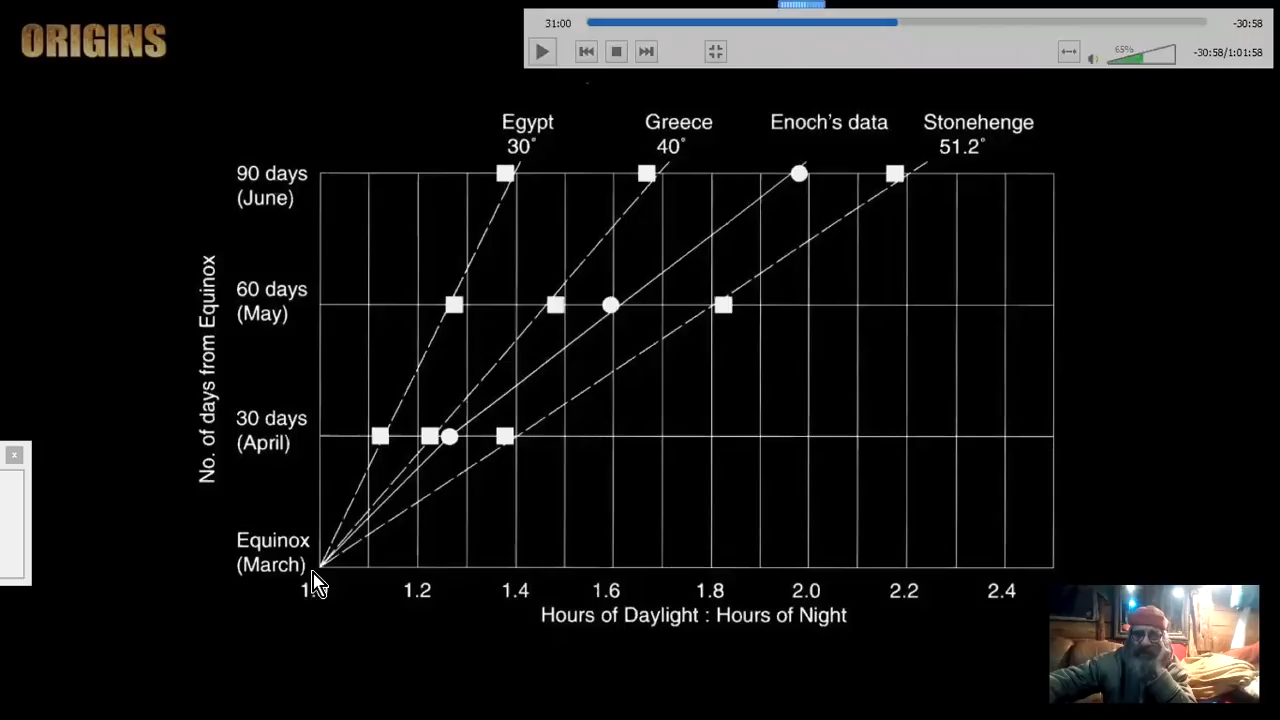 ORIGINS
31:00
-30:58
65%
-30:58/1:01:58
Egypt
30°
Greece
40°
Enoch's data
Stonehenge
51.2°
90 days
(June)
60 days
(May)
30 days
(April)
Equinox
(March)
No. of days from Equinox
1.2
1.4
1.6
1.8
2.0
2.2
2.4
Hours of Daylight : Hours of Night
x